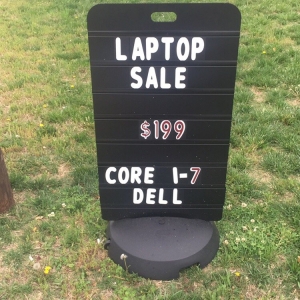 LAPTOP
SALE
$199
CORE I-7
DELL